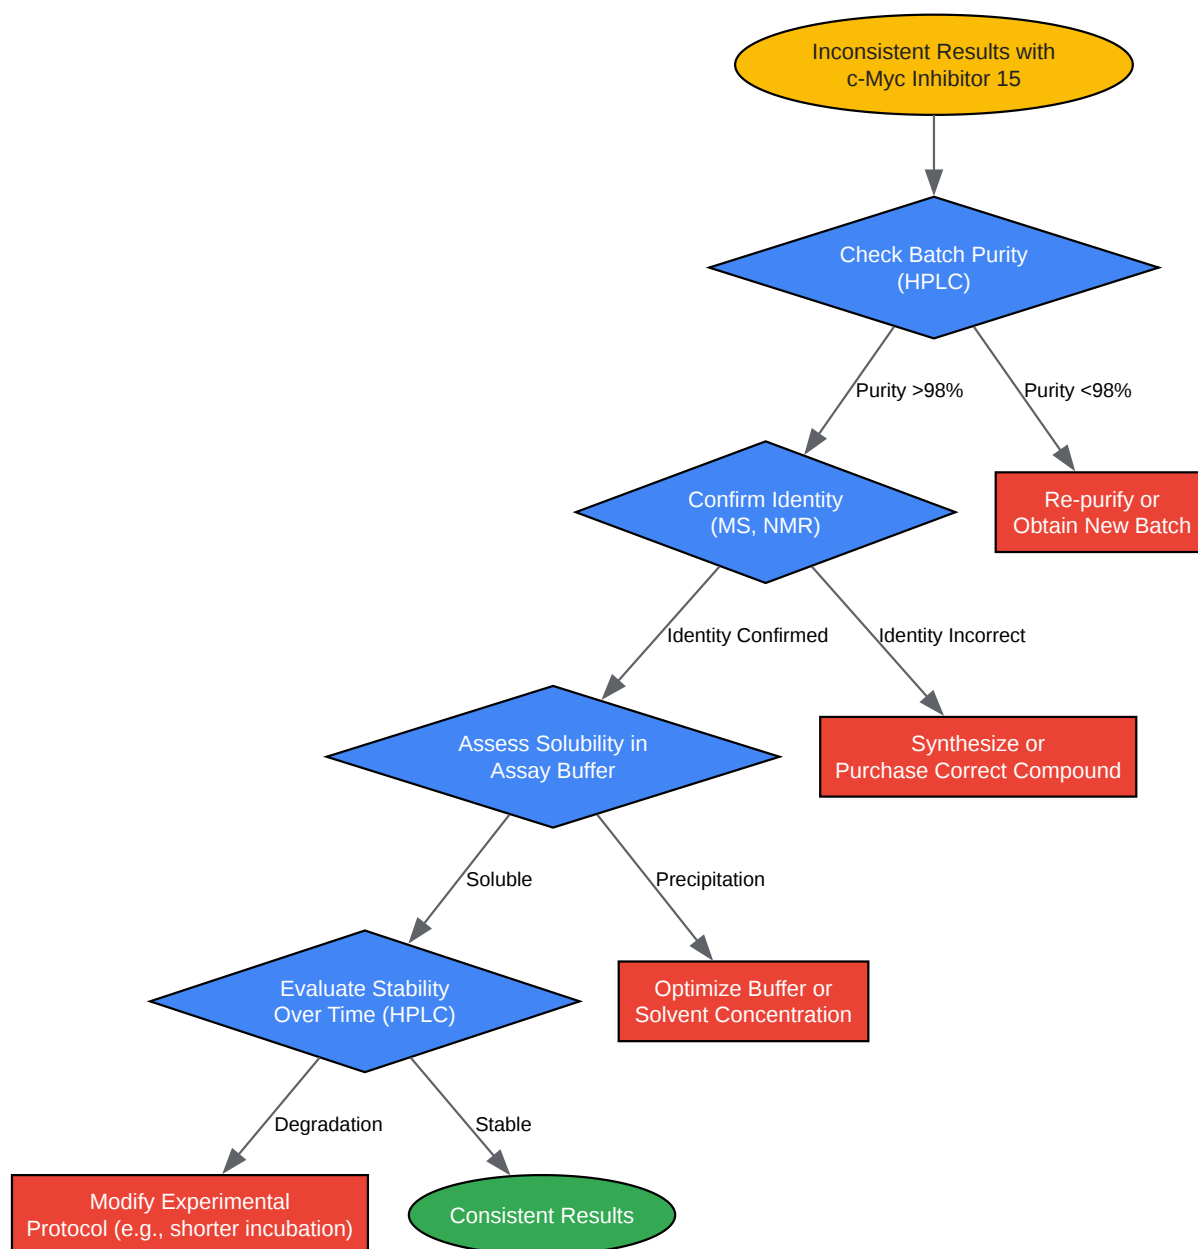 Inconsistent Results with
c-Myc Inhibitor 15
Check Batch Purity
(HPLC)
Purity >98%
Purity <98%
Confirm Identity
(MS, NMR)
Re-purify or
Obtain New Batch
Identity Confirmed
Identity Incorrect
Assess Solubility in
Assay Buffer
Synthesize or
Purchase Correct Compound
Soluble
Precipitation
Evaluate Stability
Over Time (HPLC)
Optimize Buffer or
Solvent Concentration
Degradation
Stable
Modify Experimental
Protocol (e.g., shorter incubation)
Consistent Results